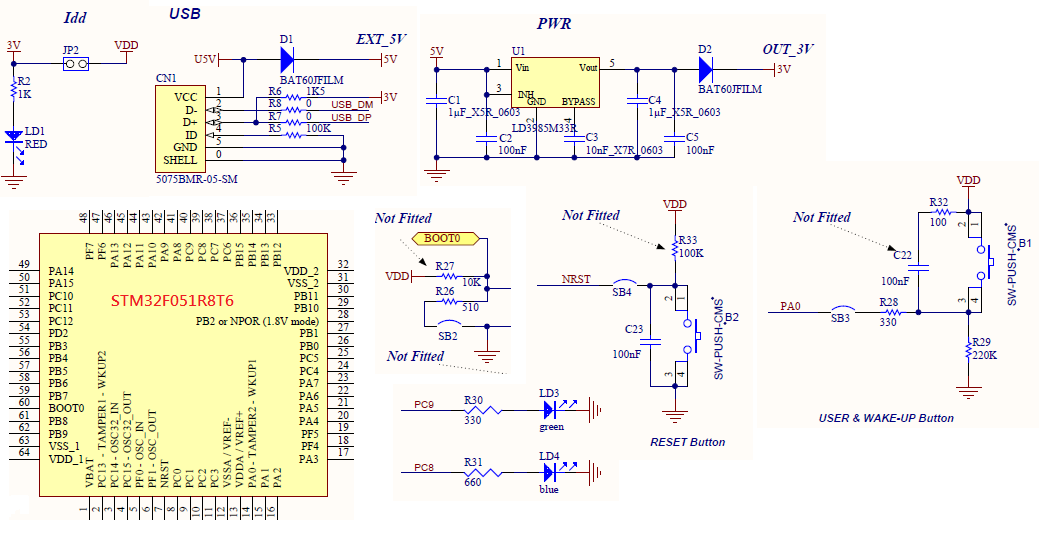 Idd
3V
JP2
VDD
R2
1K
LD1
RED
USB
D1
EXT_5V
U5V
5V
BAT60JFILM
CN1
VCC 1
D- 2
D+ 3
ID 4
GND 5
SHELL 0
5075BMR-05-SM
R6 1K5
3V
R8 0 USB_DM
R7 0 USB_DP
R5 100K
PWR
5V
U1
1 Vin Vout 5
3 INH
GND BYPASS
2 4
LD3985M33R
D2
OUT_3V
3V
BAT60JFILM
C1
1µF_X5R_0603
C2
100nF
C3
10nF_X7R_0603
C4
1µF_X5R_0603
C5
100nF
48 47 46 45 44 43 42 41 40 39 38 37 36 35 34 33
PF7 PF6 PA13 PA12 PA11 PA10 PA9 PA8 PC9 PC8 PC7 PC6 PB15 PB14 PB13 PB12
STM32F051R8T6
49 PA14
50 PA15
51 PC10
52 PC11
53 PC12
54 PD2
55 PB3
56 PB4
57 PB5
58 PB6
59 PB7
60 BOOT0
61 PB8
62 PB9
63 VSS_1
64 VDD_1
VDD_2 32
VSS_2 31
PB11 30
PB10 29
PB2 or NPOR (1.8V mode) 28
PB1 27
PB0 26
PC5 25
PC4 24
PA7 23
PA6 22
PA5 21
PA4 20
PF5 19
PF4 18
PA3 17
VBAT
PC13 - TAMPER1 - WKUP2
PC14 - OSC32_IN
PC15 - OSC32_OUT
PF0 - OSC_IN
PF1 - OSC_OUT
NRST
PC0
PC1
PC2
PC3
VSSA / VREF-
VDDA / VREF+
PA0 - TAMPER2 - WKUP1
PA1
PA2
1 2 3 4 5 6 7 8 9 10 11 12 13 14 15 16
Not Fitted
BOOT0
VDD
R27
10K
R26
510
SB2
Not Fitted
Not Fitted
VDD
R33
100K
NRST
SB4
2 1
C23
100nF
3 4
B2
SW-PUSH-CMS
RESET Button
PC9
R30
330
LD3
green
PC8
R31
660
LD4
blue
VDD
Not Fitted
R32
100
2 1
C22
100nF
B1
SW-PUSH-CMS
3 4
PA0
SB3
R28
330
R29
220K
USER & WAKE-UP Button